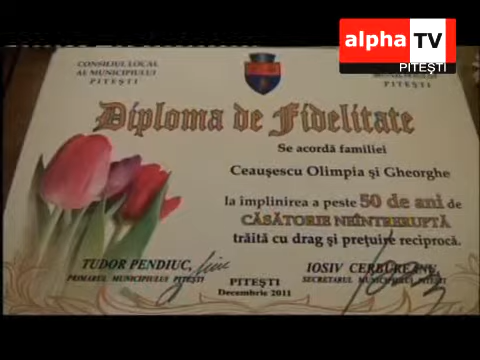 alpha TV
PITEȘTI
CONSILIUL LOCAL
AL MUNICIPIULUI
PITEȘTI
PITEȘTI
Diploma de Fidelitate
Se acordă familiei
Ceaușescu Olimpia și Gheorghe
la împlinirea a peste 50 de ani de
CĂSĂTORIE NEÎNTRERUPTĂ
trăită cu drag și prețuire reciprocă.
TUDOR PENDIUC,
PRIMARUL MUNICIPIULUI PITEȘTI
IOSIV CERBUREANU,
SECRETARUL MUNICIPIULUI PITEȘTI
PITEȘTI
Decembrie 2011